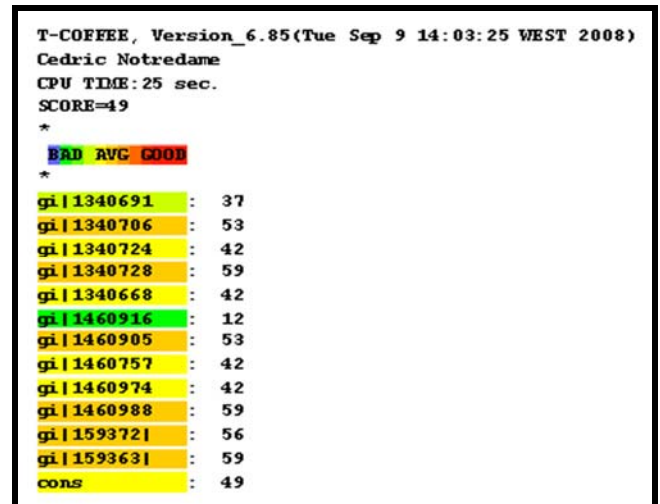 T-COFFEE, Version_6.85(Tue Sep 9 14:03:25 WEST 2008)
Cedric Notredame
CPU TIME:25 sec.
SCORE=49
*
BAD AVG GOOD
*
gi|1340691 : 37
gi|1340706 : 53
gi|1340724 : 42
gi|1340728 : 59
gi|1340668 : 42
gi|1460916 : 12
gi|1460905 : 53
gi|1460757 : 42
gi|1460974 : 42
gi|1460988 : 59
gi|159372| : 56
gi|159363| : 59
cons : 49